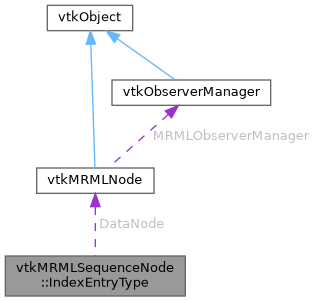 vtkObject
vtkObserverManager
MRMLObserverManager
vtkMRMLNode
DataNode
vtkMRMLSequenceNode
::IndexEntryType